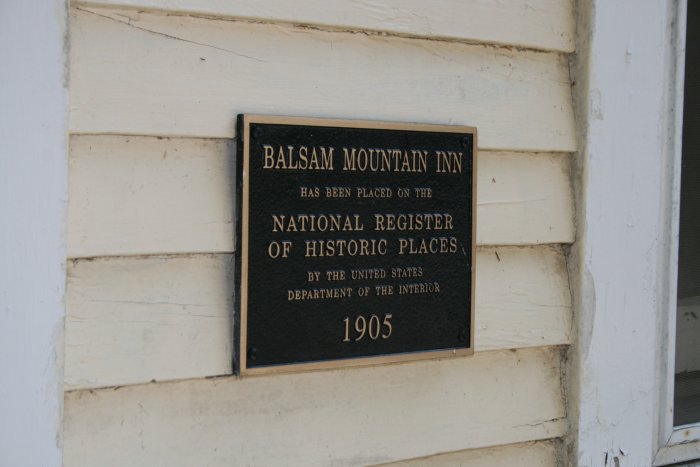 BALSAM MOUNTAIN INN
HAS BEEN PLACED ON THE
NATIONAL REGISTER
OF HISTORIC PLACES
BY THE UNITED STATES
DEPARTMENT OF THE INTERIOR
1905